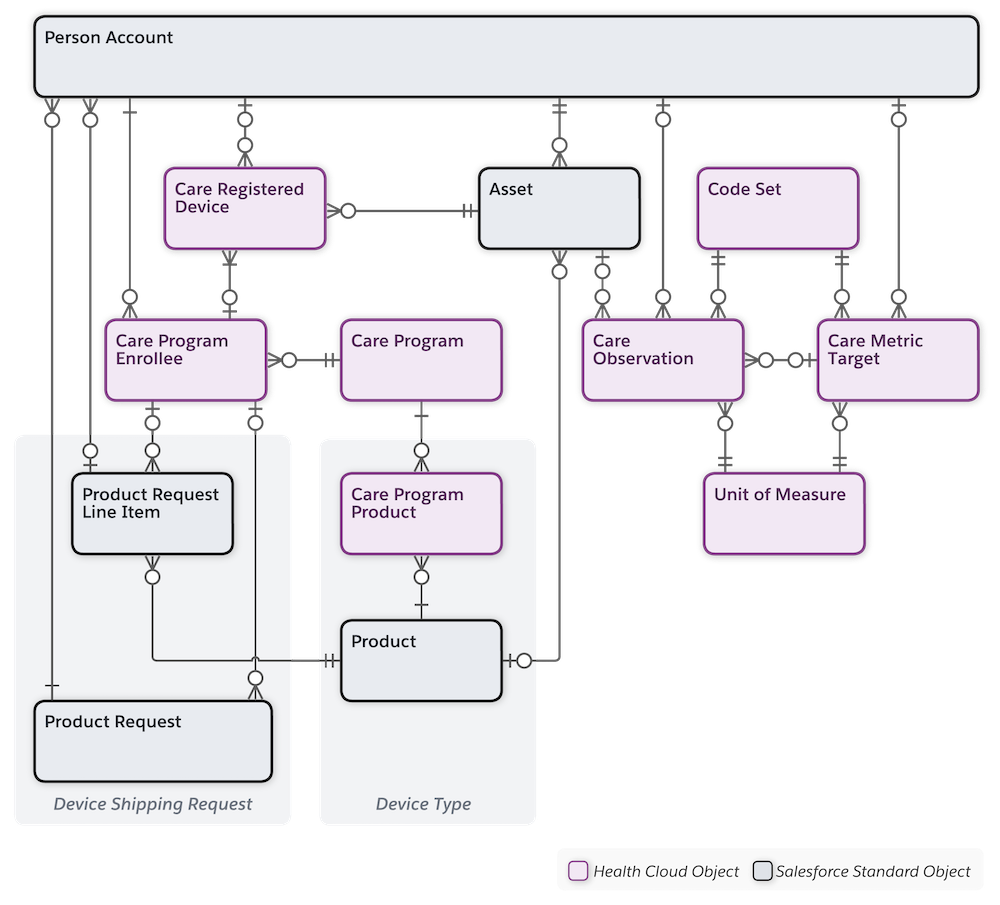 Person Account
Care Registered
Device
Asset
Code Set
Care Program
Enrollee
Care Program
Care
Observation
Care Metric
Target
Product Request
Line Item
Care Program
Product
Unit of Measure
Product
Product Request
Device Shipping Request
Device Type
Health Cloud Object
Salesforce Standard Object